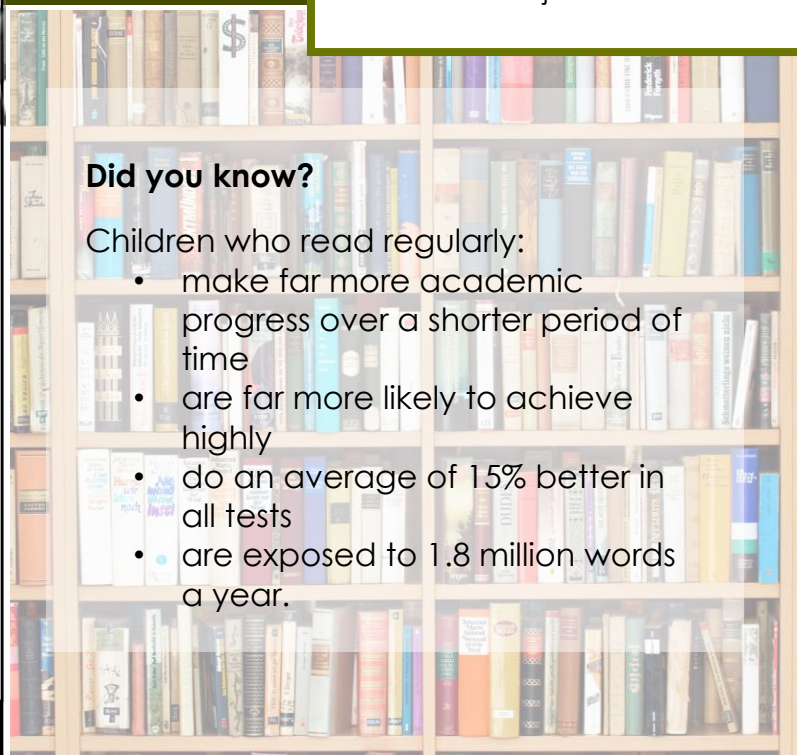 Did you know?
Children who read regularly:
• make far more academic
progress over a shorter period of
time
• are far more likely to achieve
highly
• do an average of 15% better in
all tests
• are exposed to 1.8 million words
a year.
$
Frederick
Forsyth